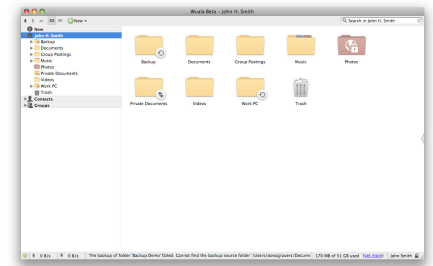 Wuala Beta – John H. Smith
New
Search in John H. Smith
New
John H. Smith
Backup
Documents
Group Postings
Music
Photos
Private Documents
Videos
Work PC
Trash
Contacts
Groups
Backup
Documents
Group Postings
Music
Photos
Private Documents
Videos
Work PC
Trash
0 B/s 0 B/s The backup of folder 'Backup Demo' failed: Cannot find the backup source folder 170 MB of 51 GB used (get more) John Smith